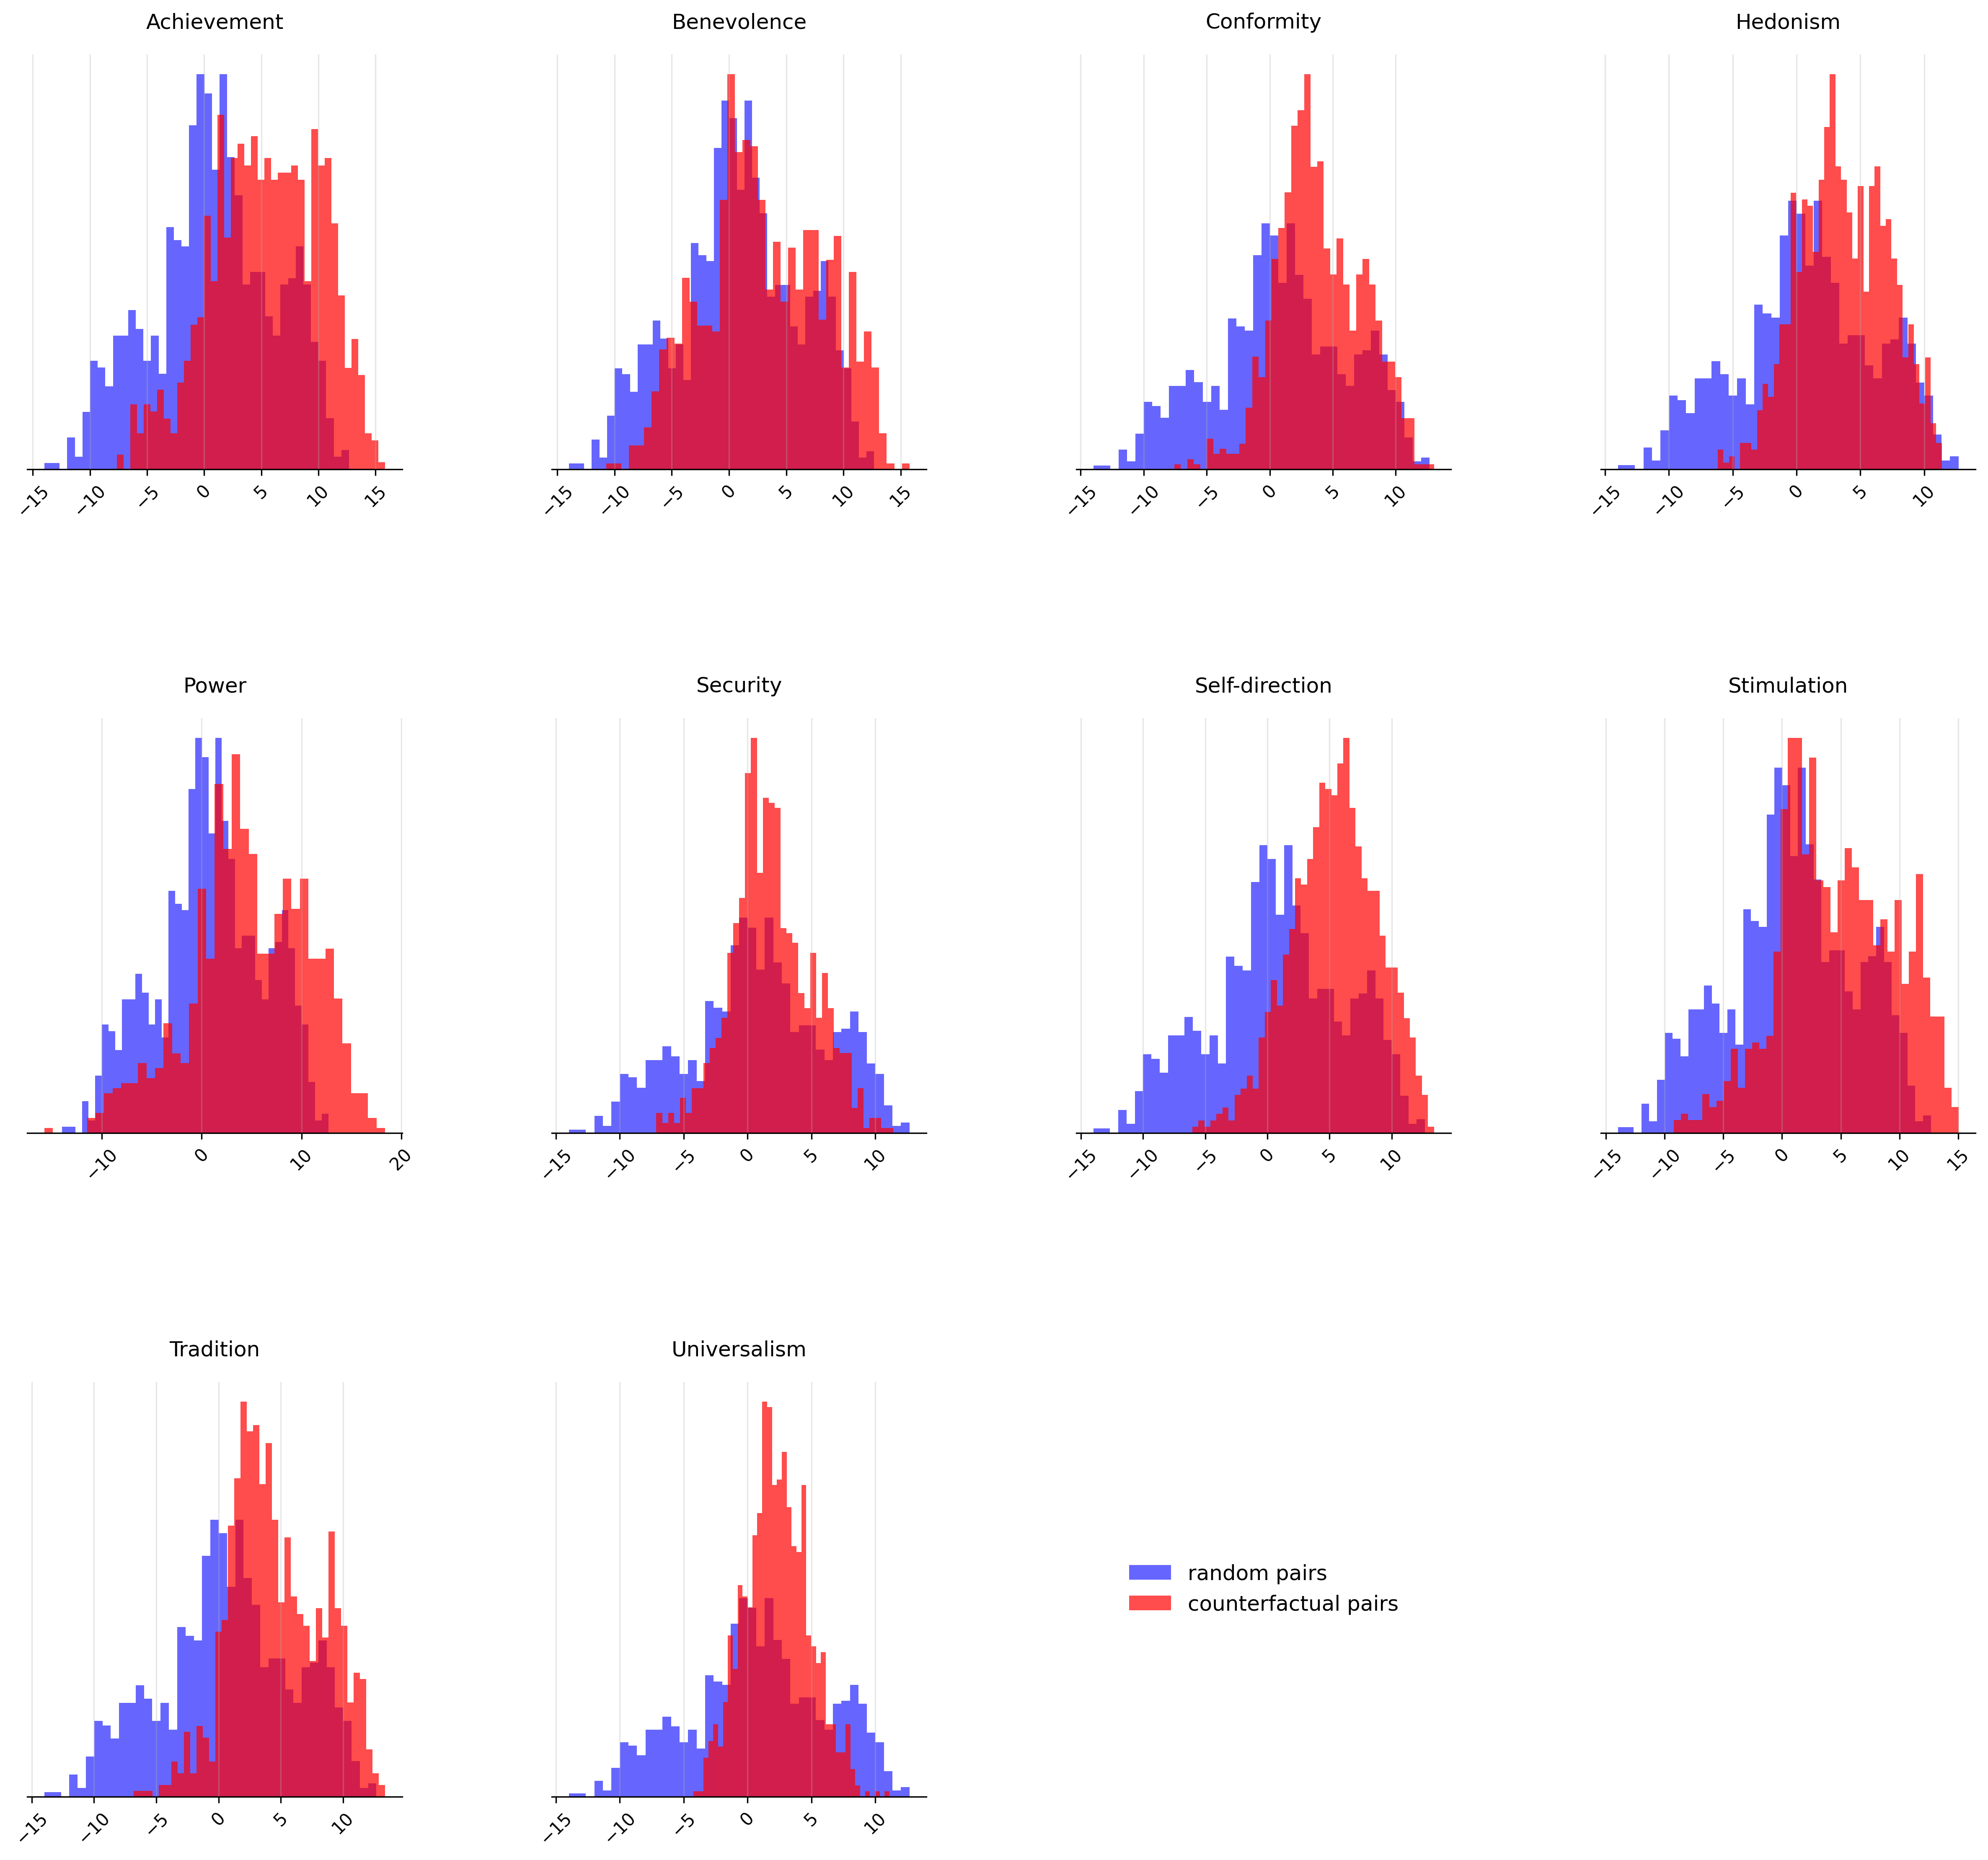 Achievement Benevolence Conformity Hedonism
−15 −10 −5 0 5 10 15 −15 −10 −5 0 5 10 15 −15 −10 −5 0 5 10 −15 −10 −5 0 5 10
Power Security Self-direction Stimulation
−10 0 10 20 −15 −10 −5 0 5 10 −15 −10 −5 0 5 10 −15 −10 −5 0 5 10 15
Tradition Universalism
random pairs
counterfactual pairs
−15 −10 −5 0 5 10 −15 −10 −5 0 5 10